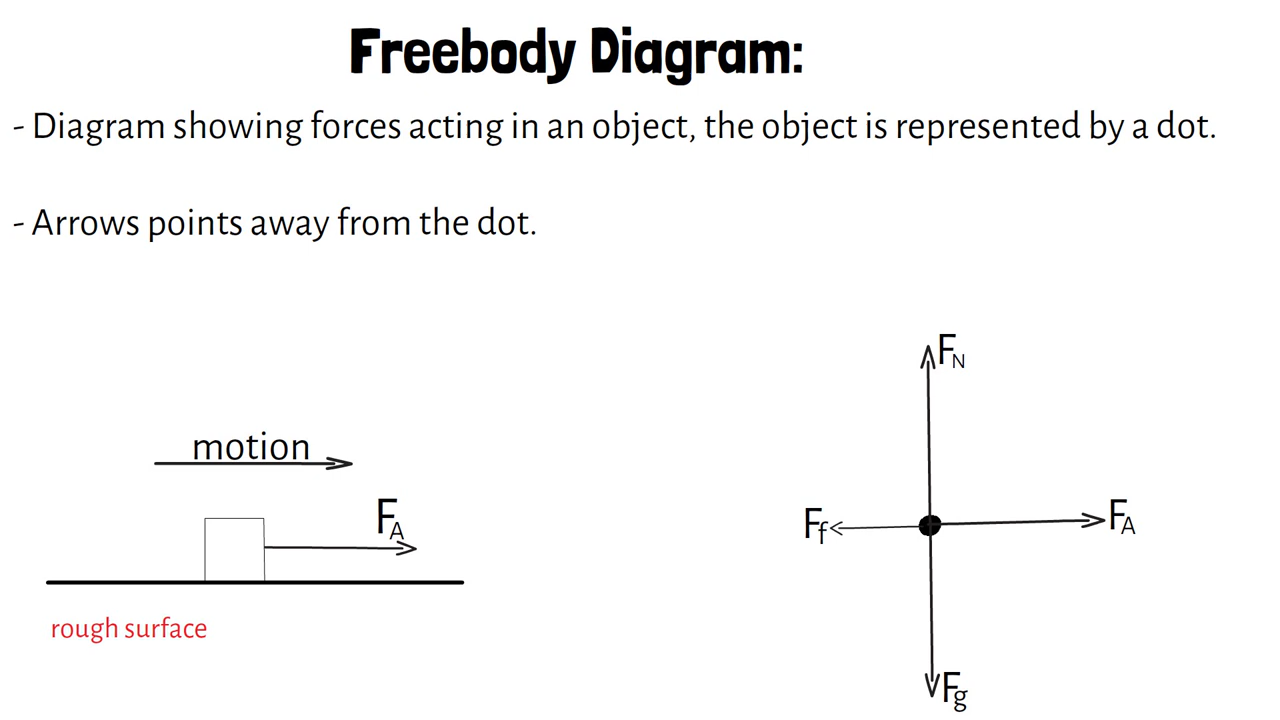 Freebody Diagram:
- Diagram showing forces acting in an object, the object is represented by a dot.
- Arrows points away from the dot.
motion
FA
rough surface
FN
Ff
FA
Fg